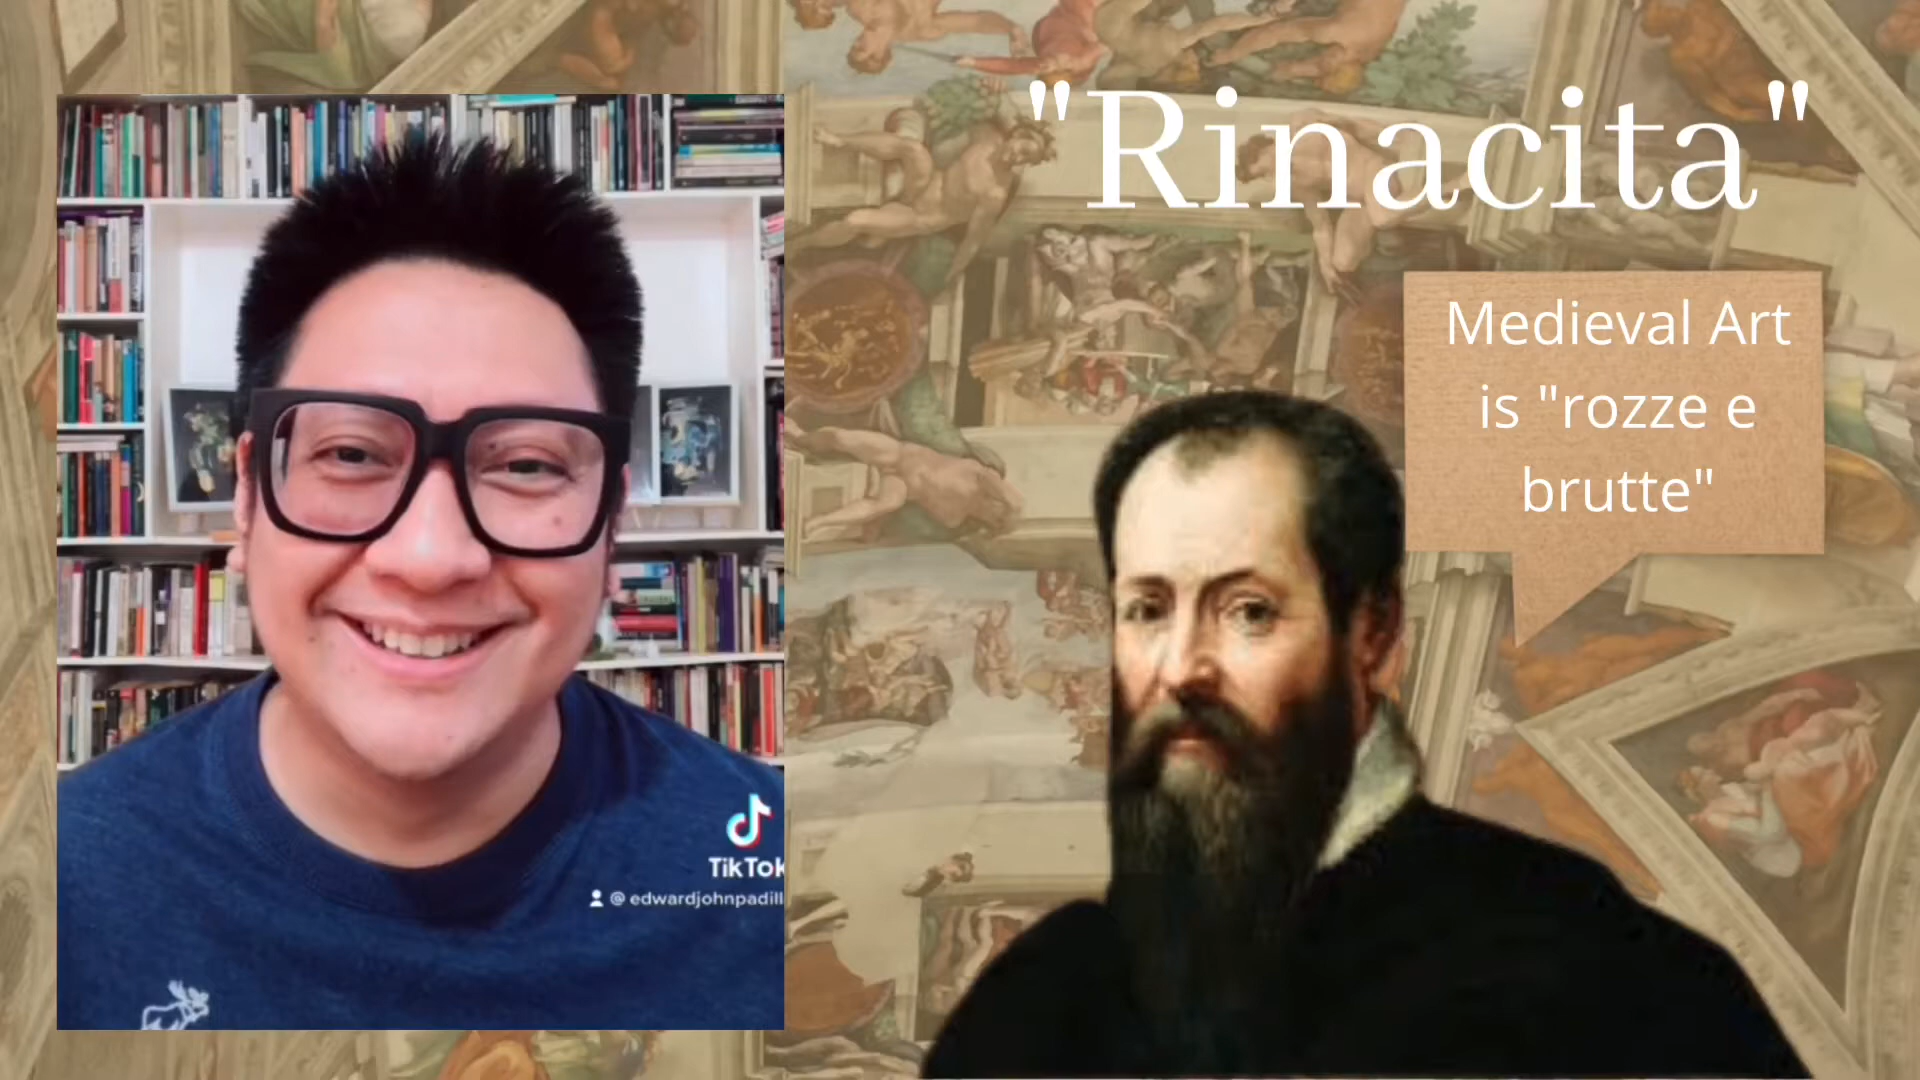 "Rinacita"
Medieval Art
is "rozze e
brutte"
TikTok
@ edwardjohnpadill